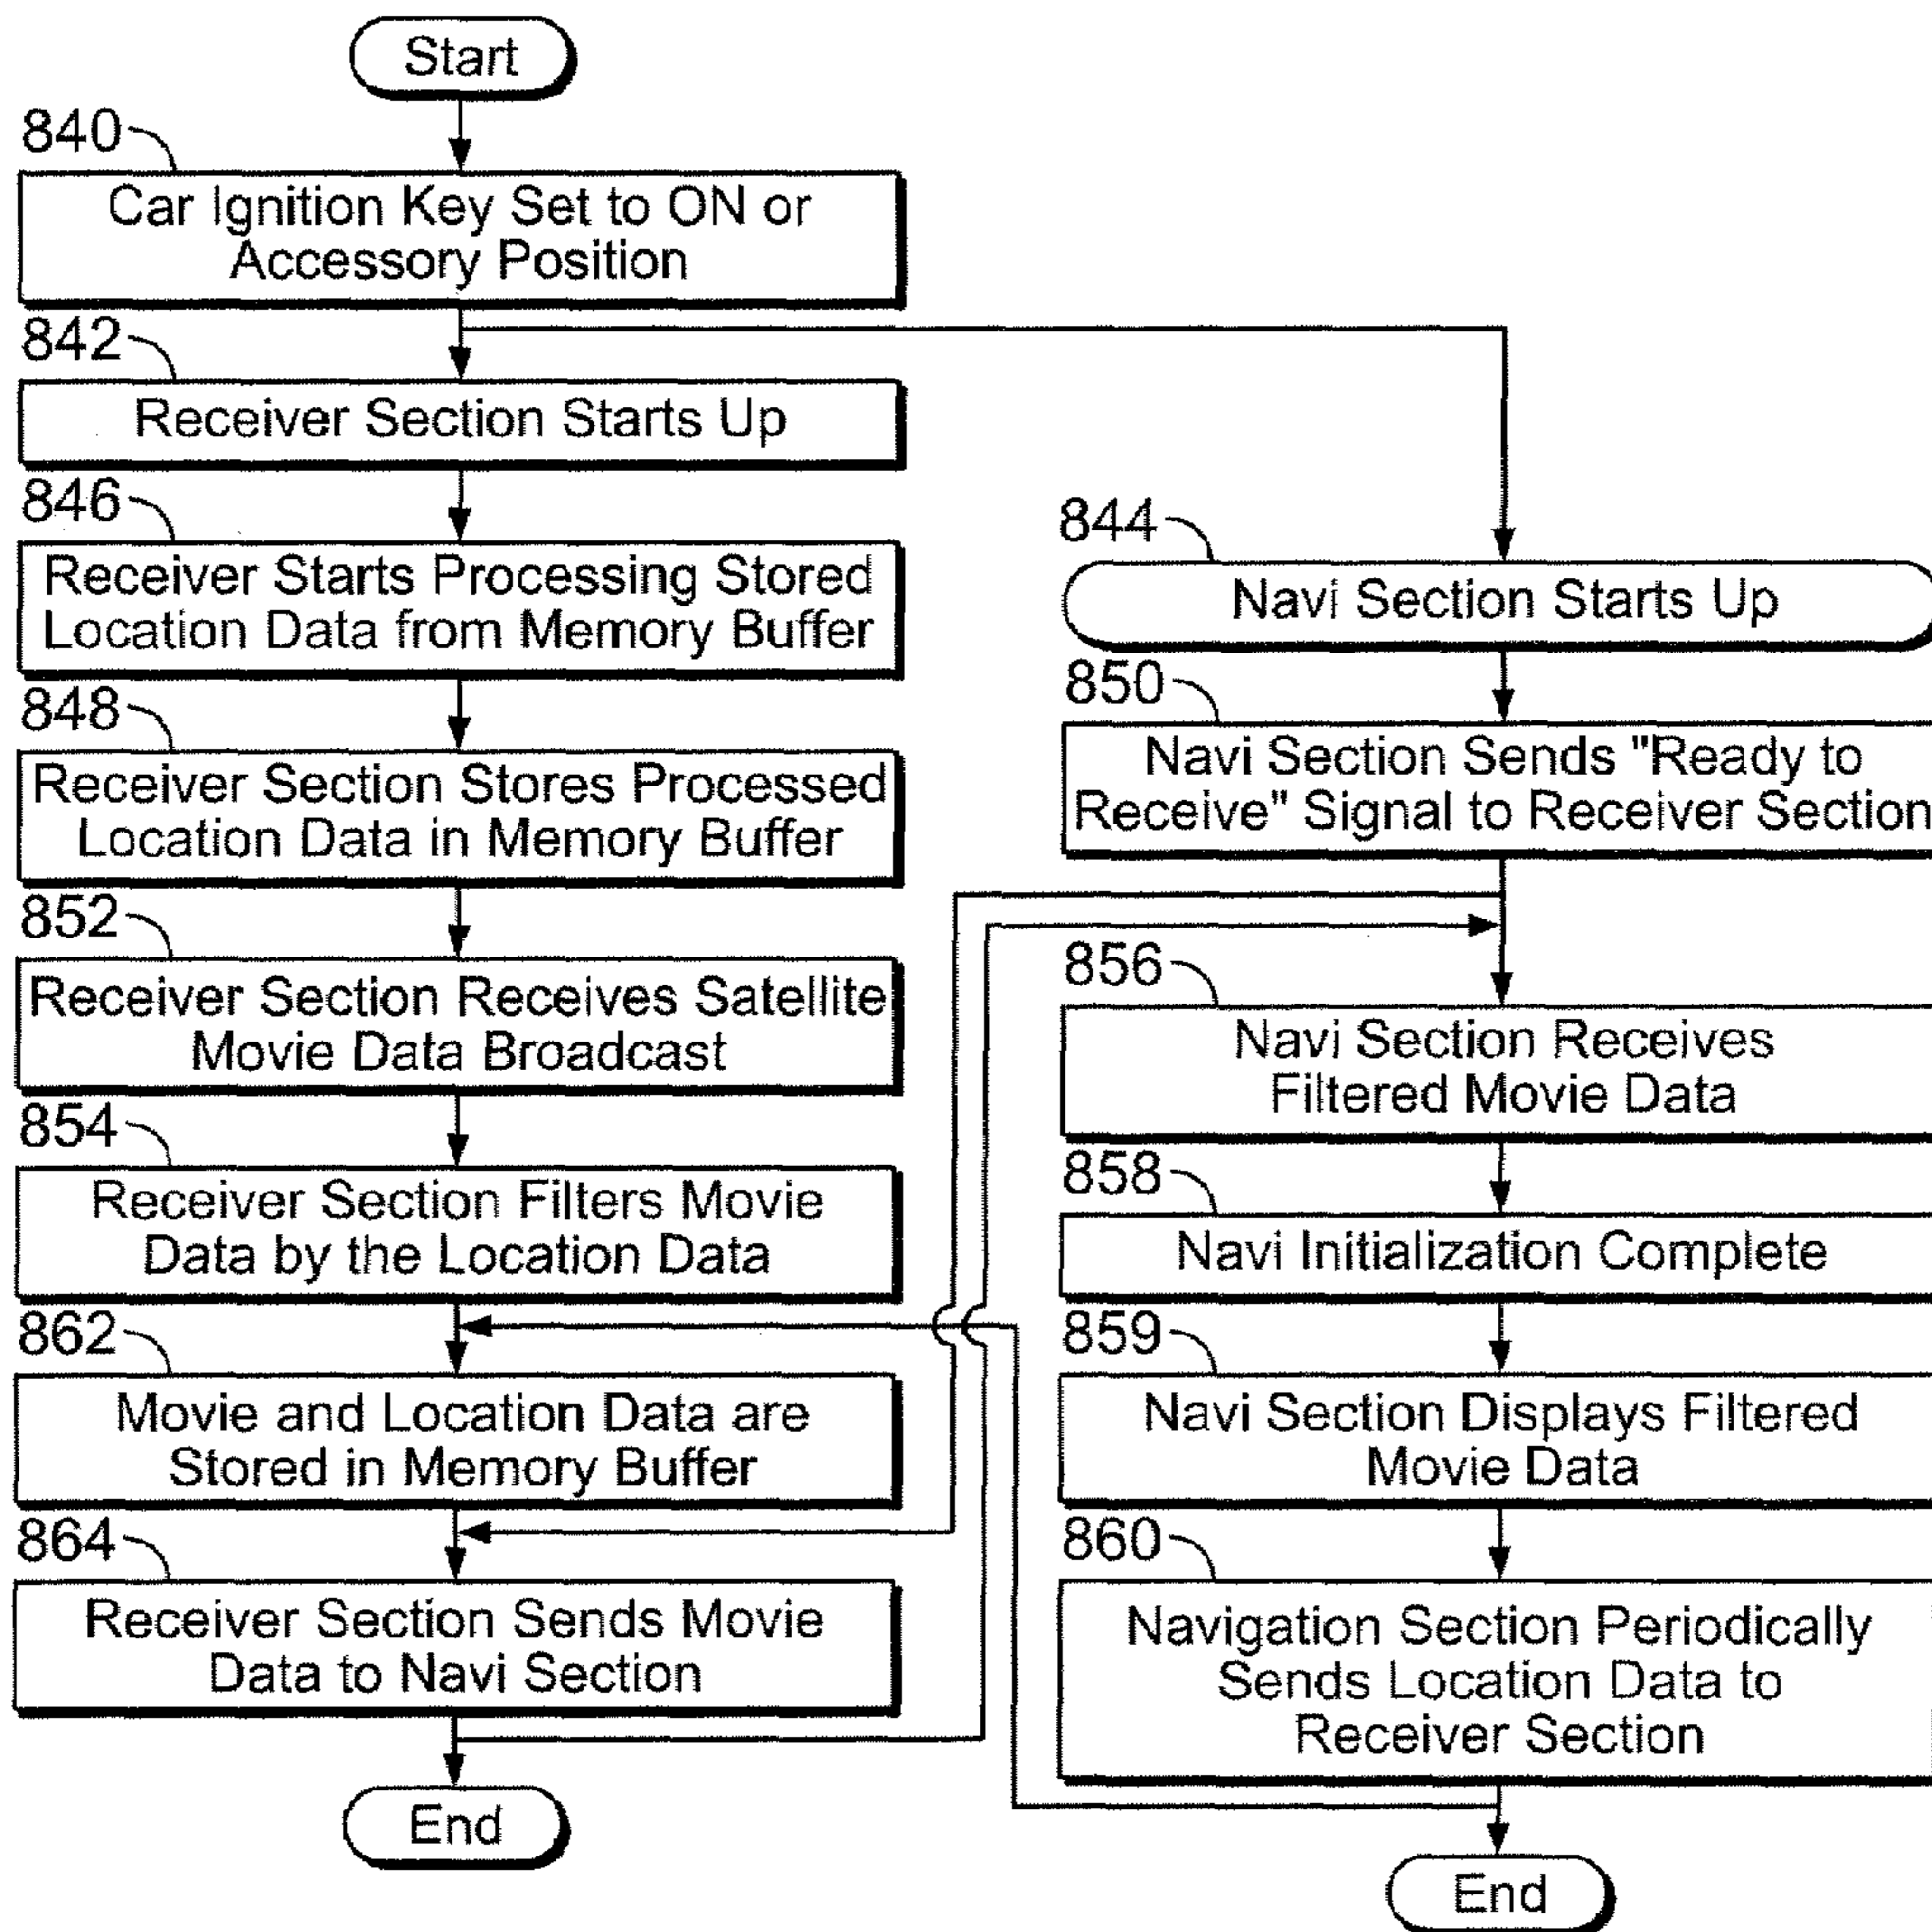 Start
840
Car Ignition Key Set to ON or
Accessory Position
842
Receiver Section Starts Up
846
Receiver Starts Processing Stored
Location Data from Memory Buffer
848
Receiver Section Stores Processed
Location Data in Memory Buffer
852
Receiver Section Receives Satellite
Movie Data Broadcast
854
Receiver Section Filters Movie
Data by the Location Data
862
Movie and Location Data are
Stored in Memory Buffer
864
Receiver Section Sends Movie
Data to Navi Section
End
844
Navi Section Starts Up
850
Navi Section Sends "Ready to
Receive" Signal to Receiver Section
856
Navi Section Receives
Filtered Movie Data
858
Navi Initialization Complete
859
Navi Section Displays Filtered
Movie Data
860
Navigation Section Periodically
Sends Location Data to
Receiver Section
End